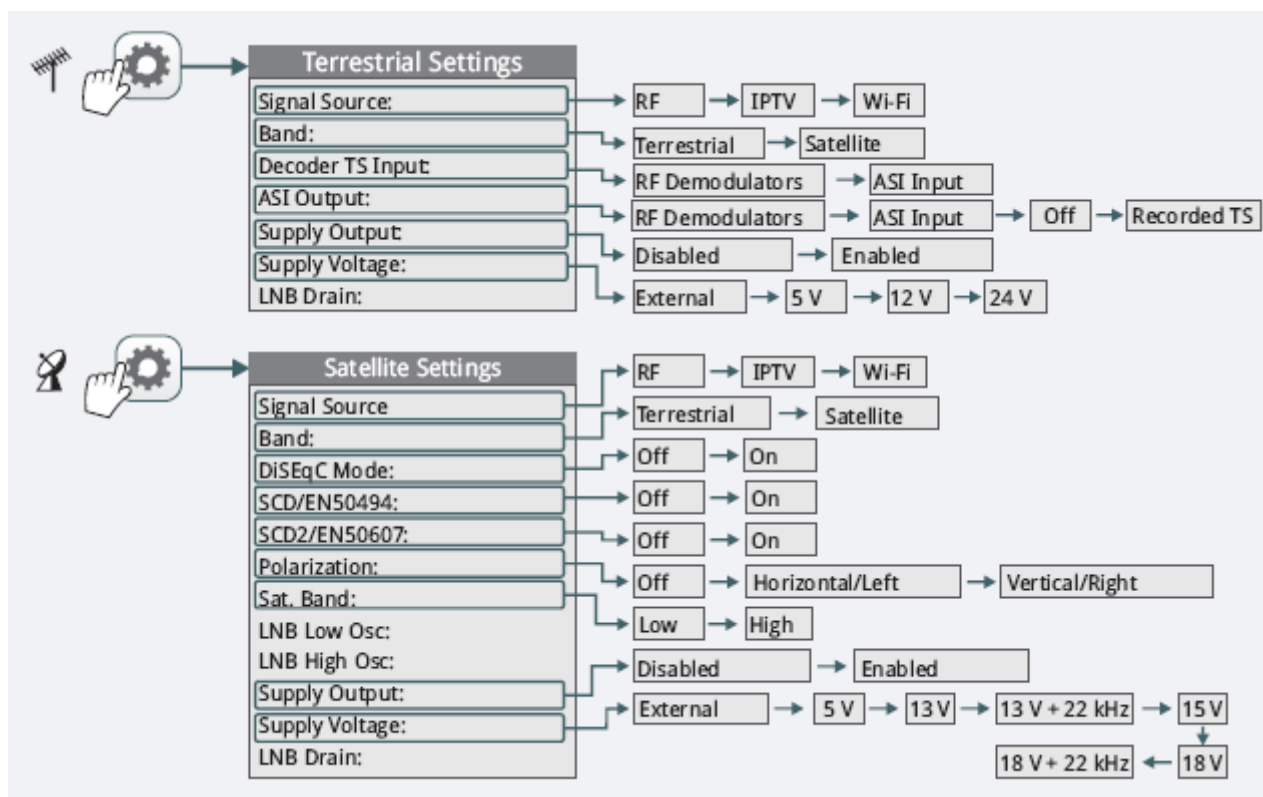 Terrestrial Settings
Signal Source: RF IPTV Wi-Fi
Band: Terrestrial Satellite
Decoder TS Input: RF Demodulators ASI Input
ASI Output: RF Demodulators ASI Input Off Recorded TS
Supply Output: Disabled Enabled
Supply Voltage: External 5 V 12 V 24 V
LNB Drain:
Satellite Settings
Signal Source RF IPTV Wi-Fi
Band: Terrestrial Satellite
DiSEqC Mode: Off On
SCD/EN50494: Off On
SCD2/EN50607: Off On
Polarization: Off Horizontal/Left Vertical/Right
Sat. Band: Low High
LNB Low Osc:
LNB High Osc:
Supply Output: Disabled Enabled
Supply Voltage: External 5 V 13 V 13 V + 22 kHz 15 V
18 V + 22 kHz 18 V
LNB Drain: